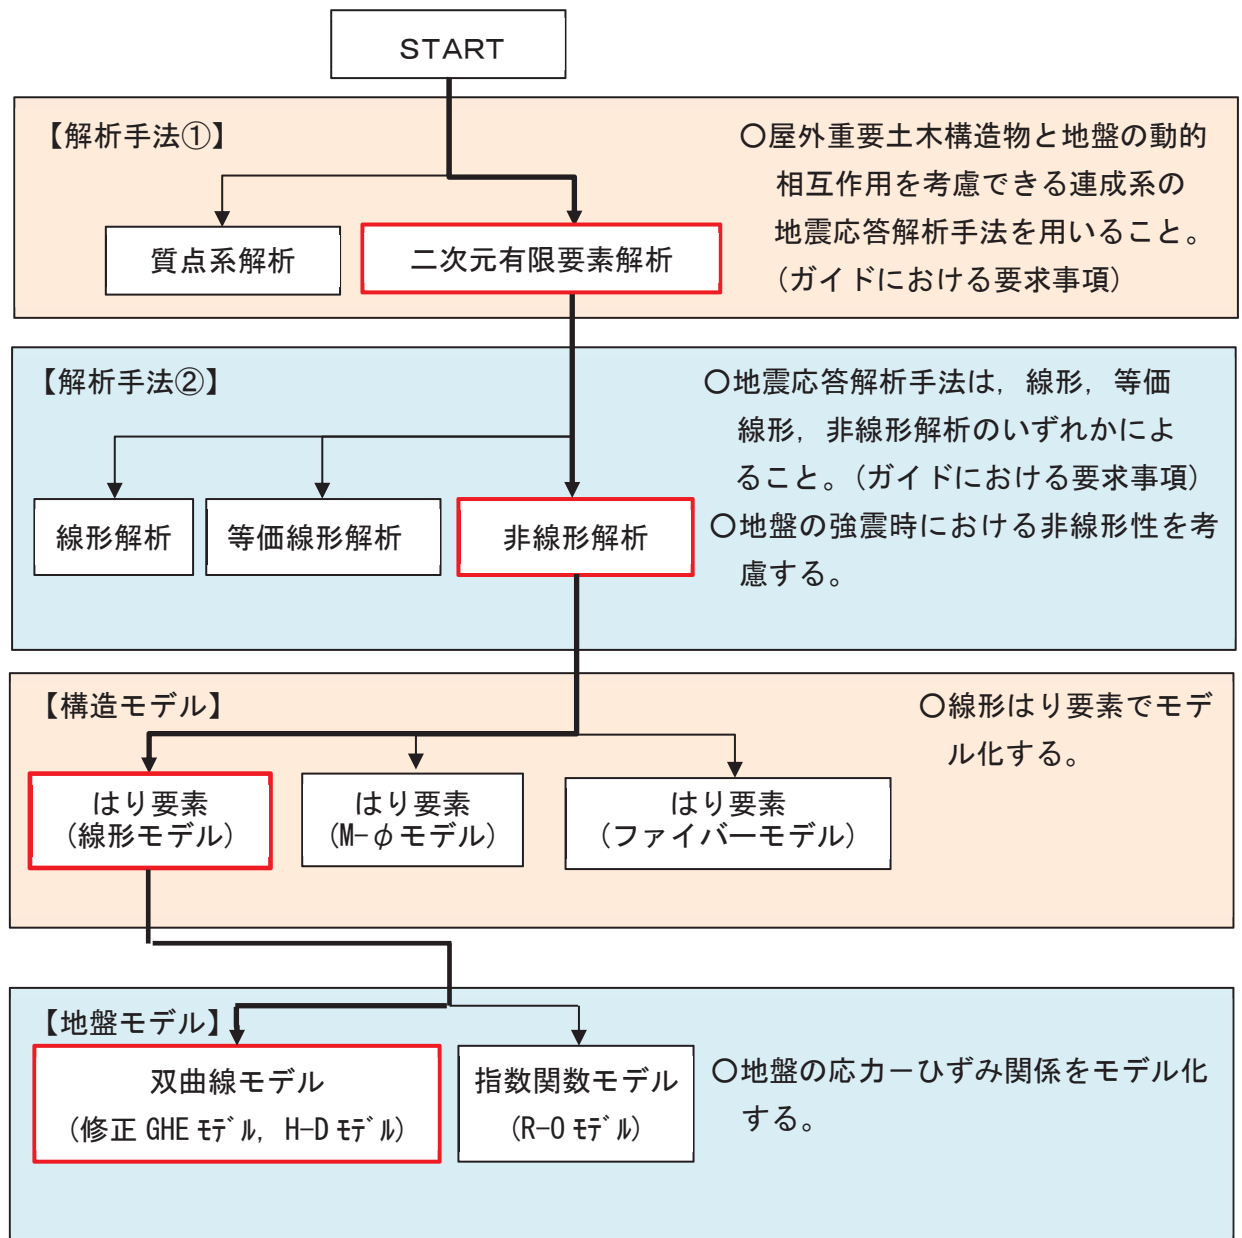 START
【解析手法①】
○屋外重要土木構造物と地盤の動的
相互作用を考慮できる連成系の
地震応答解析手法を用いること。
(ガイドにおける要求事項)
質点系解析
二次元有限要素解析
【解析手法②】
○地震応答解析手法は，線形，等価
線形，非線形解析のいずれかによ
ること。(ガイドにおける要求事項)
○地盤の強震時における非線形性を考
慮する。
線形解析
等価線形解析
非線形解析
【構造モデル】
○線形はり要素でモデ
ル化する。
はり要素
(線形モデル)
はり要素
(M-φモデル)
はり要素
(ファイバーモデル)
【地盤モデル】
双曲線モデル
(修正 GHE ﾓﾃﾞﾙ，H-D ﾓﾃﾞﾙ)
指数関数モデル
(R-O ﾓﾃﾞﾙ)
○地盤の応力－ひずみ関係をモデル化
する。